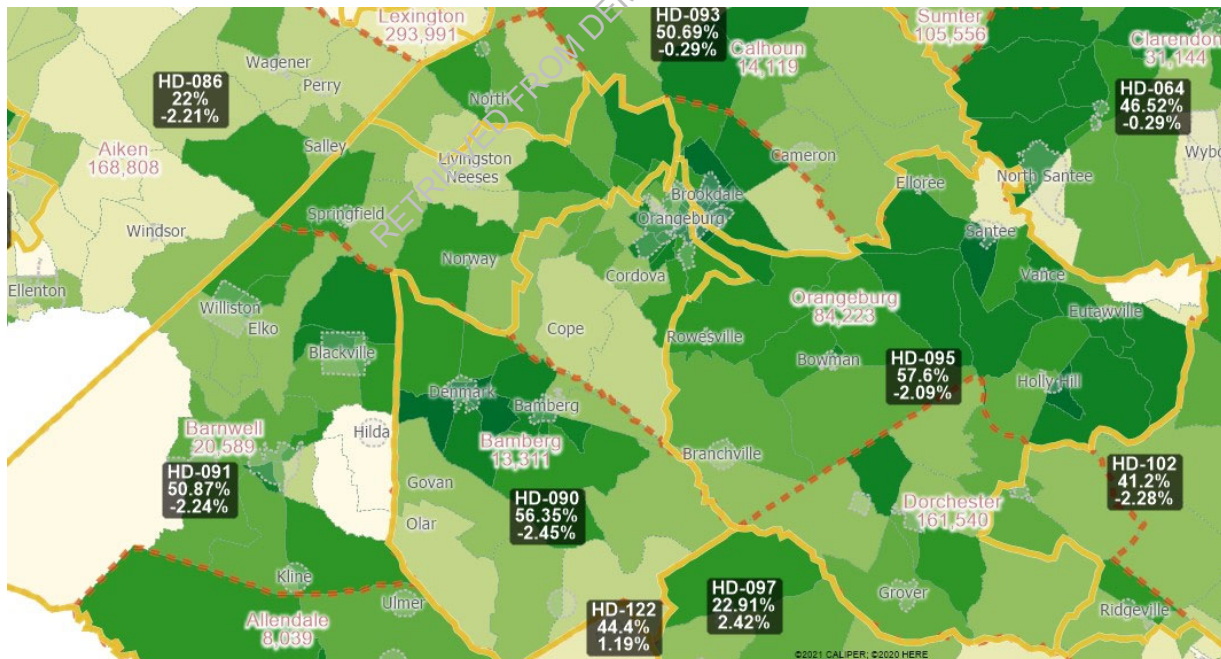 Lexington
293,991
HD-093
50.69%
-0.29%
Sumter
105,556
Calhoun
14,119
Clarendon
31,144
Wagener
Perry
HD-086
22%
-2.21%
North
HD-064
46.52%
-0.29%
RETRIEVED FROM
Aiken
168,808
Salley
Livingston
Neeses
Cameron
Elloree
North Santee
Brookdale
Orangeburg
Springfield
Windsor
Santee
Norway
Cordova
Vance
Ellenton
Williston
Elko
Orangeburg
84,223
Eutawville
Cope
Rowesville
Blackville
Bowman
HD-095
57.6%
-2.09%
Holly Hill
Denmark
Bamberg
Barnwell
20,589
Hilda
Bamberg
13,311
Branchville
HD-091
50.87%
-2.24%
Govan
HD-090
56.35%
-2.45%
HD-102
41.2%
-2.28%
Olar
Dorchester
161,540
Kline
Ulmer
HD-122
44.4%
1.19%
HD-097
22.91%
2.42%
Grover
Ridgeville
Allendale
8,039
©2021 CALIPER; ©2020 HERE